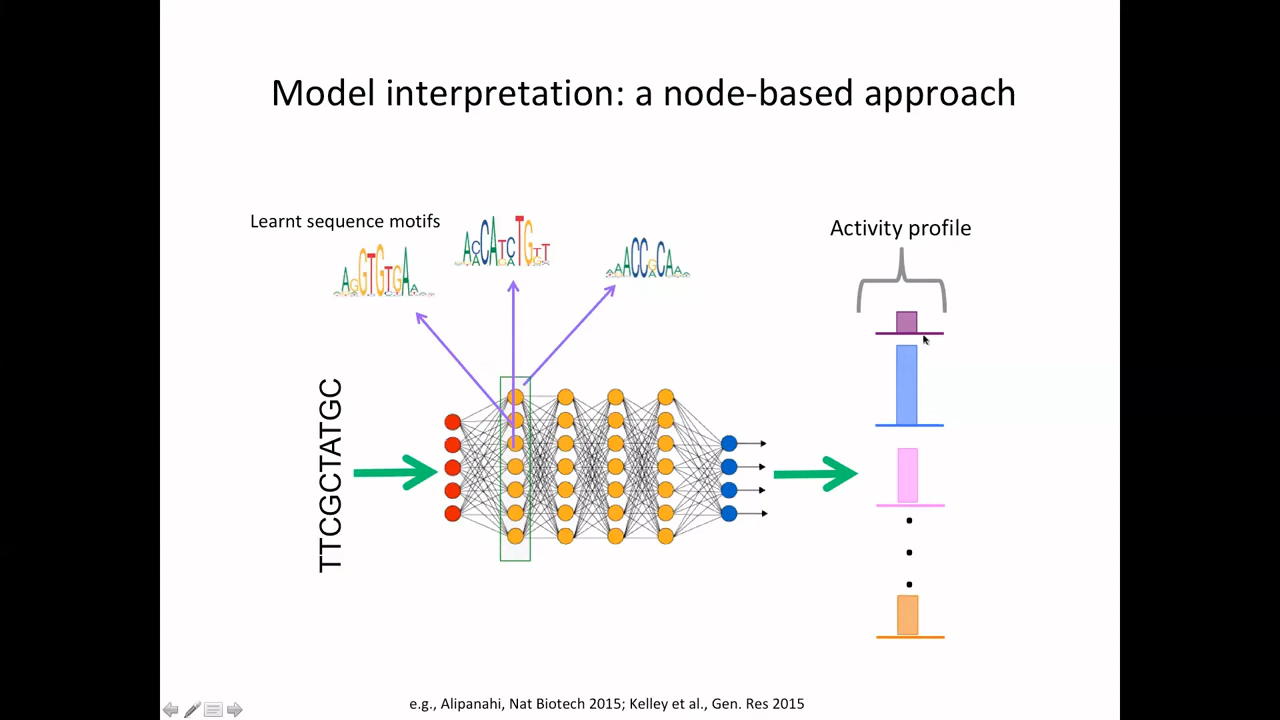 Model interpretation: a node-based approach
Learnt sequence motifs
Activity profile
TTCGCTATGC
e.g., Alipanahi, Nat Biotech 2015; Kelley et al., Gen. Res 2015